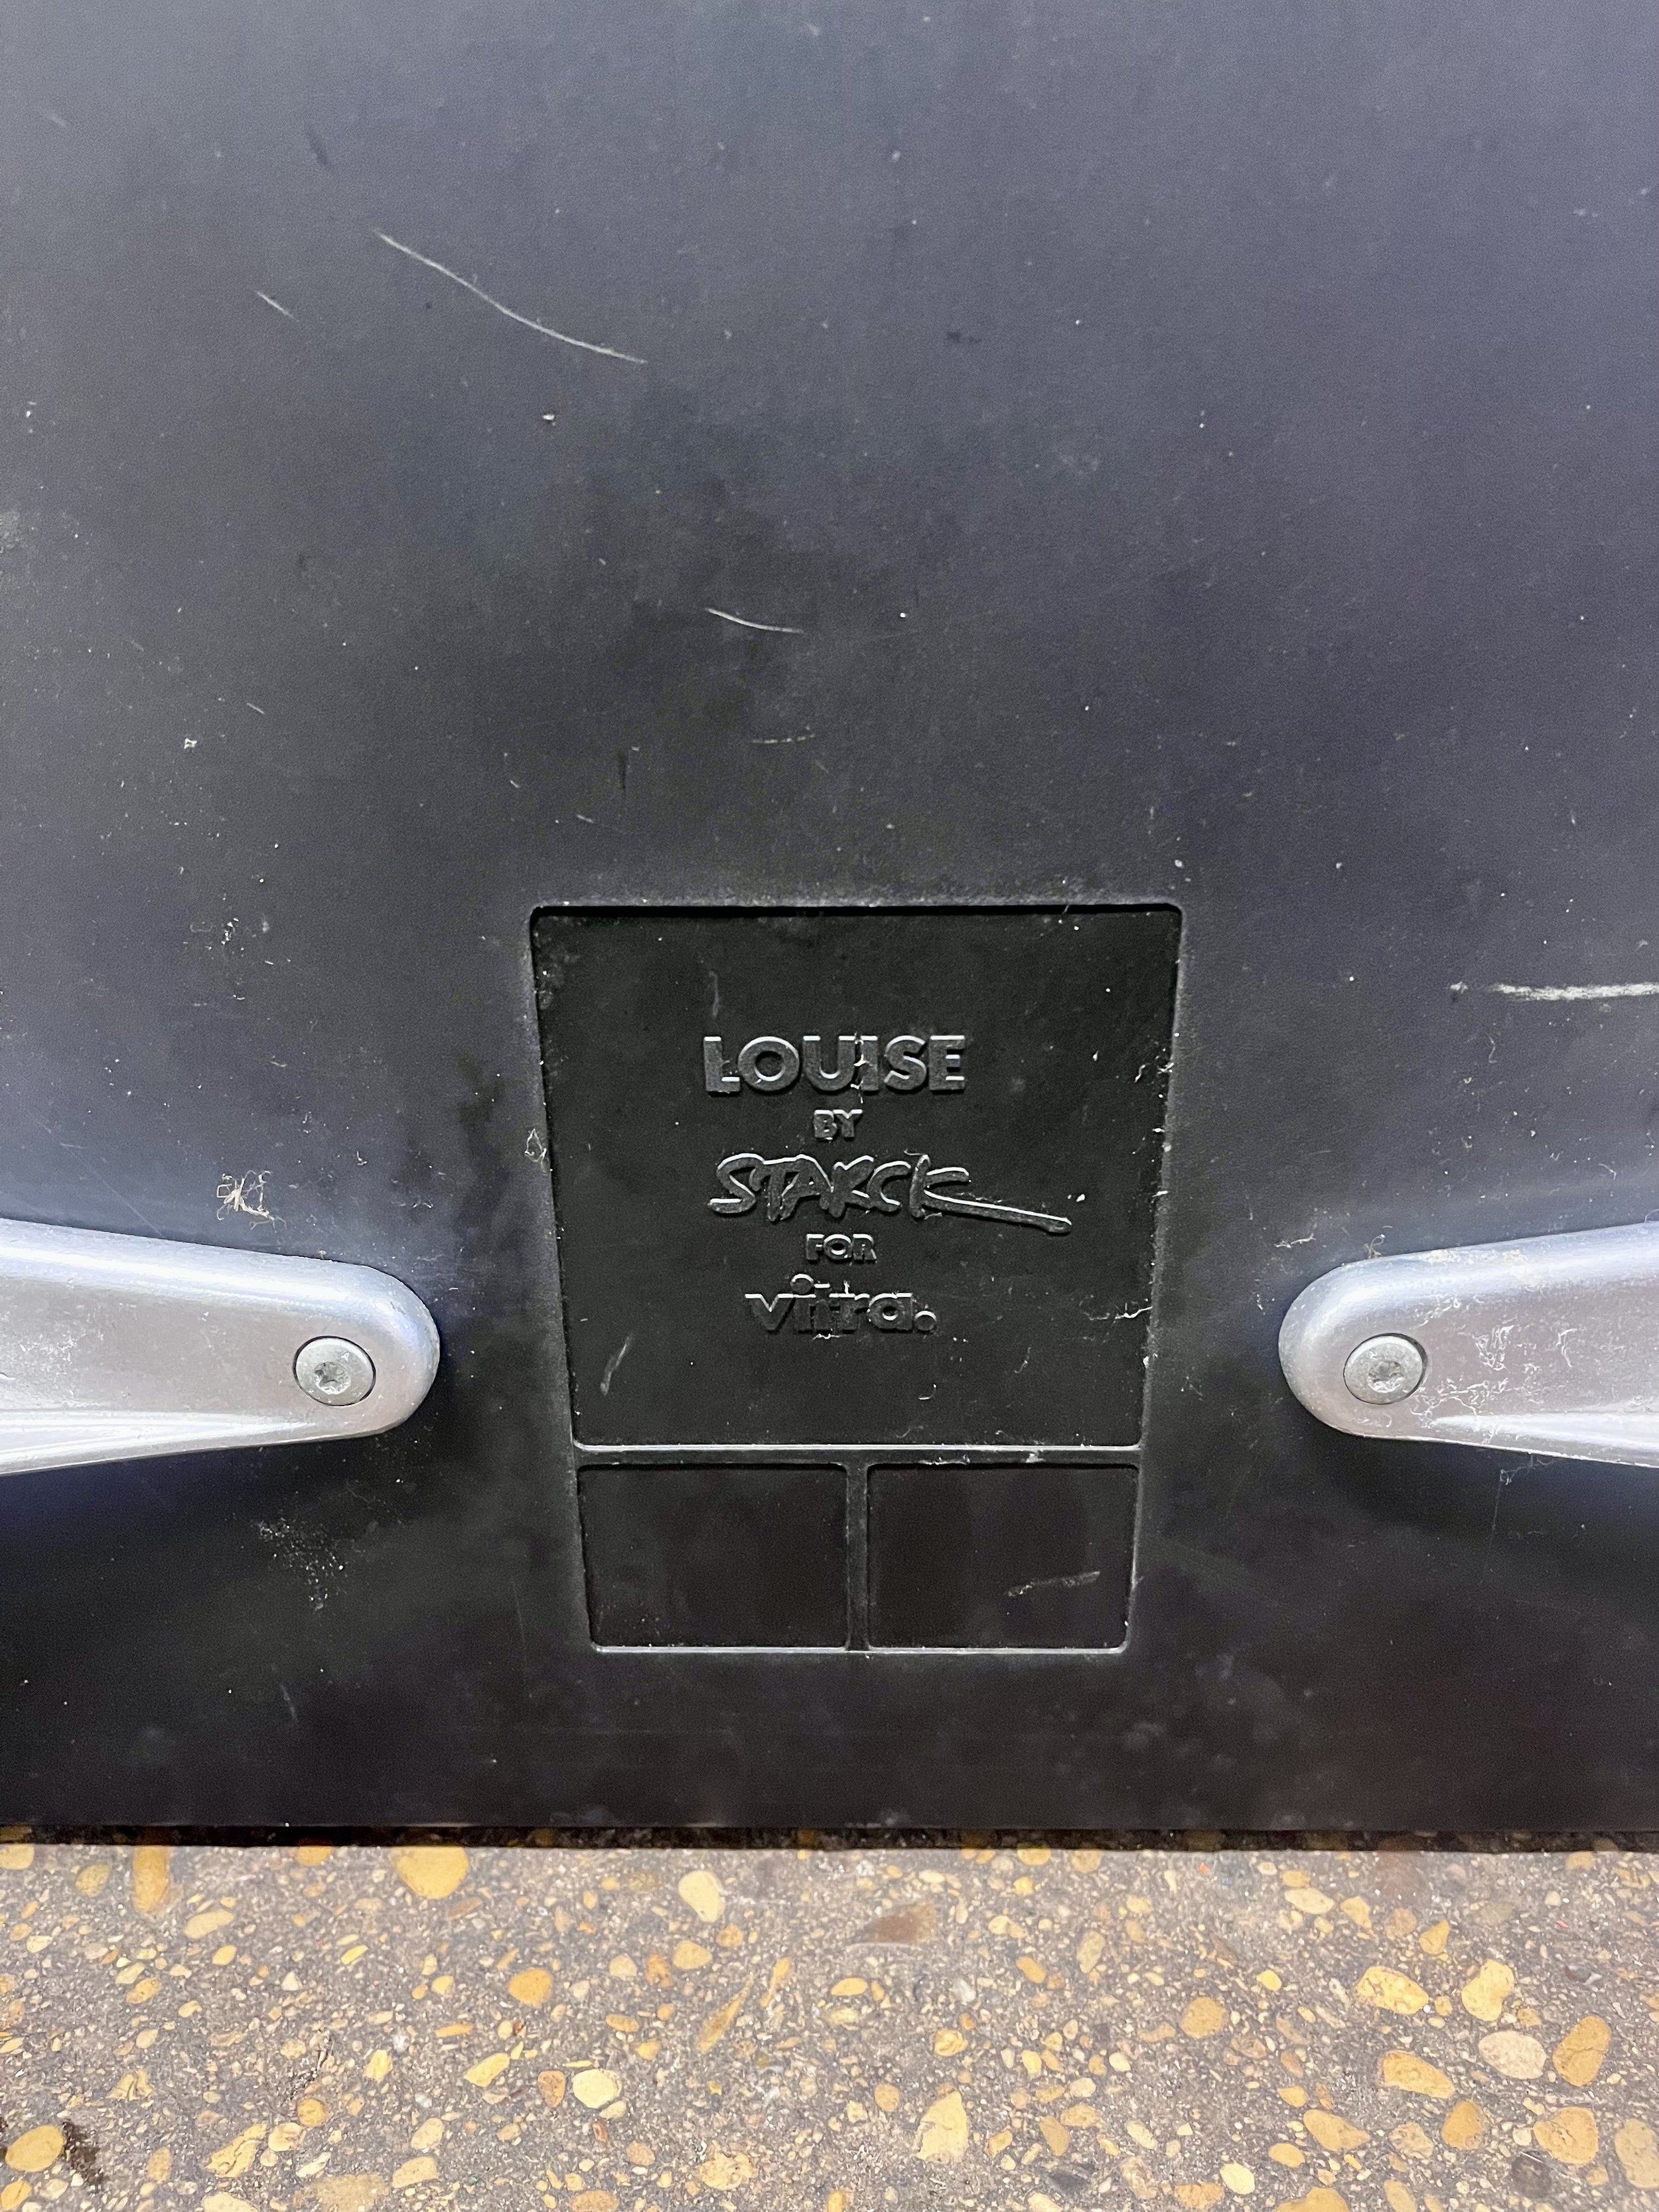 LOUISE
BY
STARCK
FOR
vitra.